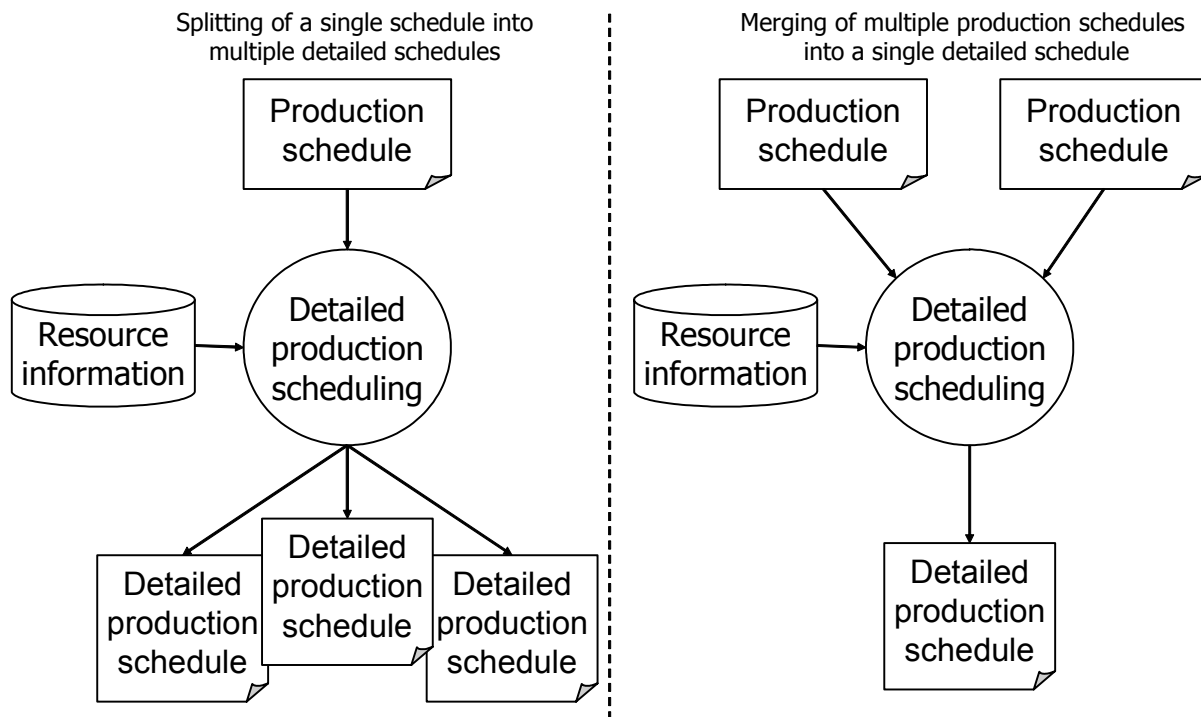 Splitting of a single schedule into
multiple detailed schedules
Production
schedule
Resource
information
Detailed
production
scheduling
Detailed
production
schedule
Detailed
production
schedule
Detailed
production
schedule
Merging of multiple production schedules
into a single detailed schedule
Production
schedule
Production
schedule
Resource
information
Detailed
production
scheduling
Detailed
production
schedule